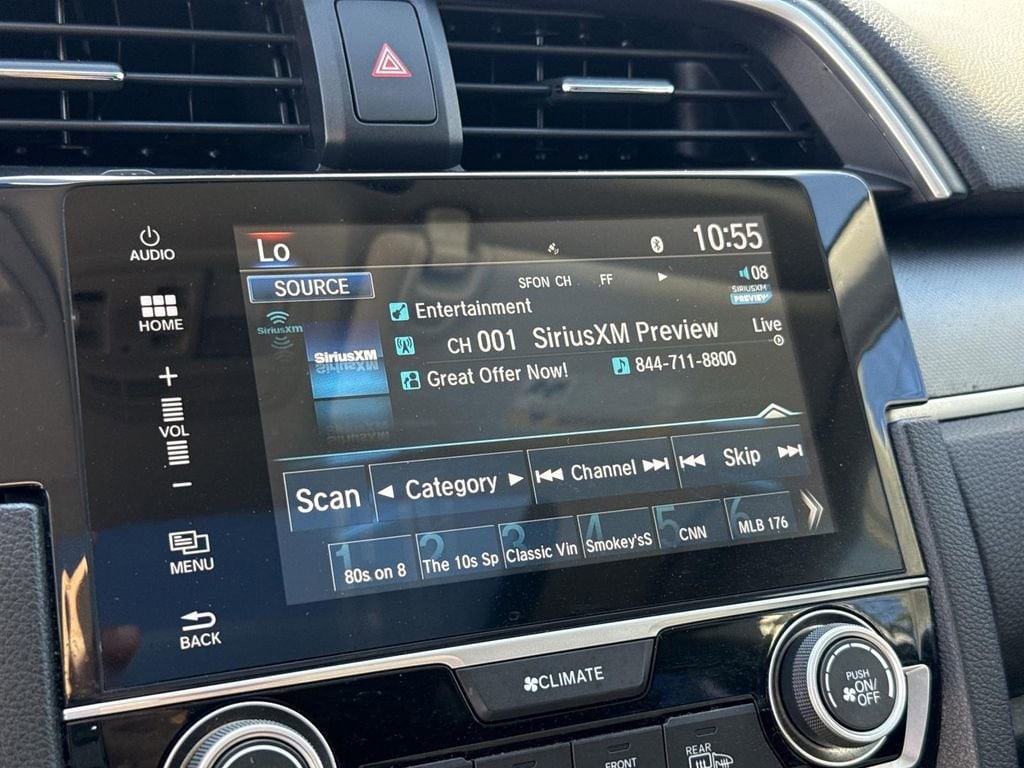 AUDIO
HOME
+
VOL
−
MENU
BACK
Lo
10:55
SOURCE
SFON CH FF
08
SIRIUSXM
PREVIEW
SiriusXM
SiriusXM
Entertainment
CH 001 SiriusXM Preview
Live
Great Offer Now!
844-711-8800
Scan
Category
Channel
Skip
1 80s on 8
2 The 10s Sp
3 Classic Vin
4 Smokey'sS
5 CNN
6 MLB 176
CLIMATE
PUSH
ON/
OFF
FRONT
REAR